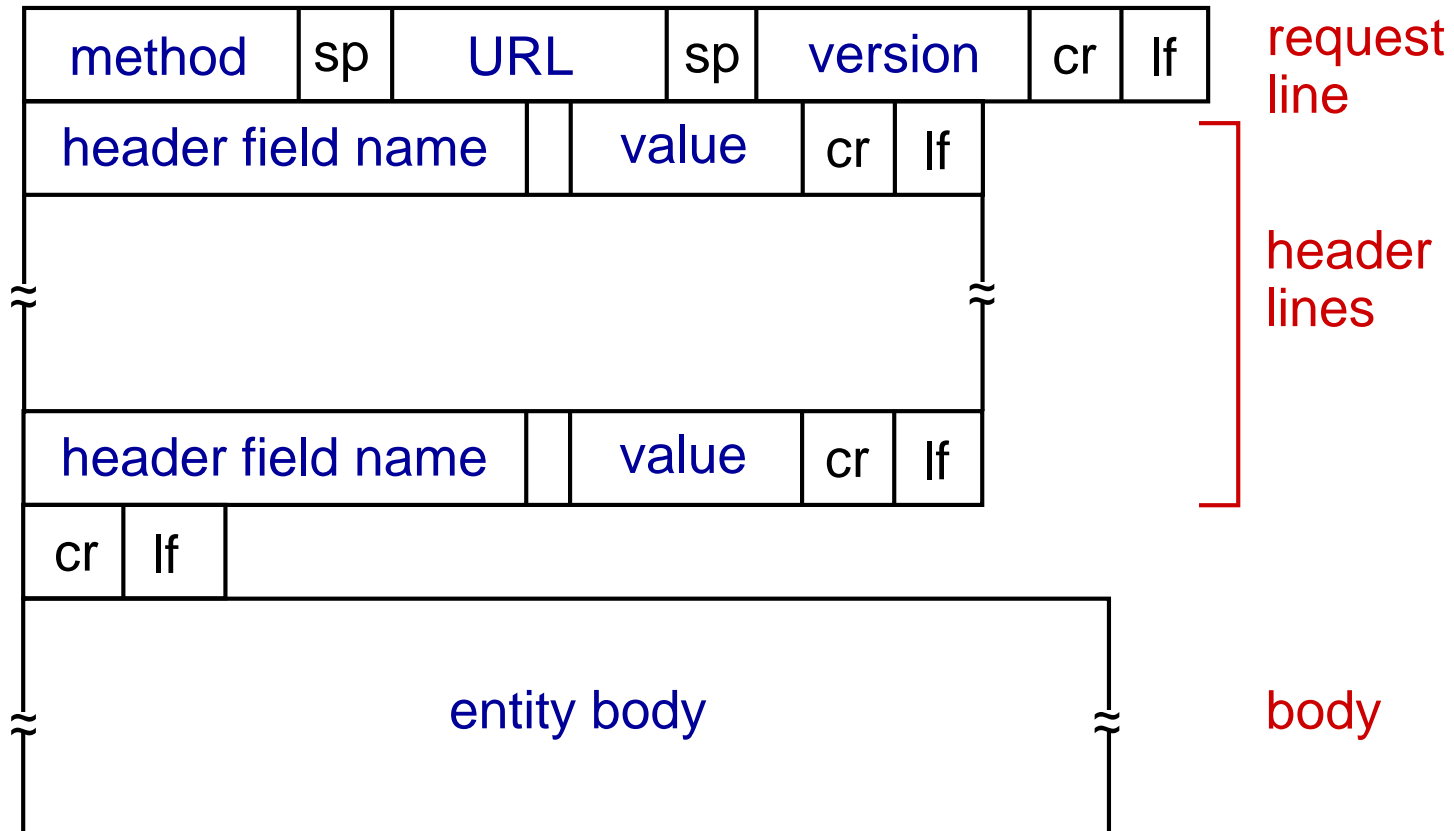 method sp URL sp version cr lf
request
line
header field name value cr lf
header
lines
header field name value cr lf
cr lf
entity body
body